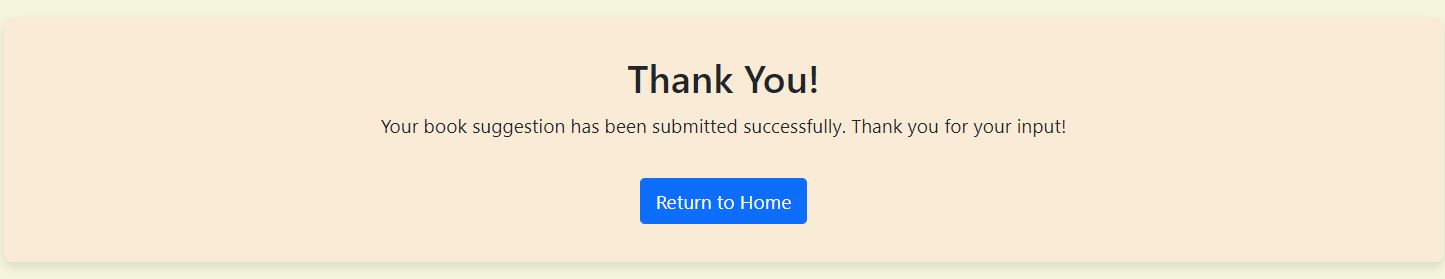 Thank You!
Your book suggestion has been submitted successfully. Thank you for your input!
Return to Home